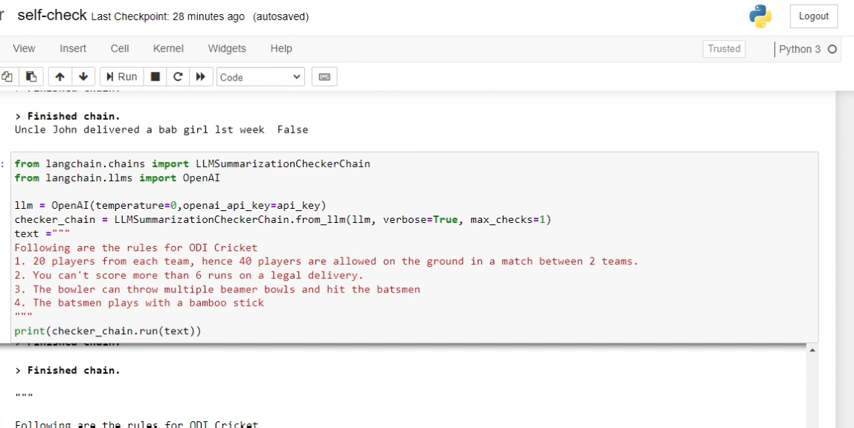 self-check Last Checkpoint: 28 minutes ago (autosaved)
Logout
View Insert Cell Kernel Widgets Help
Trusted
Python 3
Run
Code
> Finished chain.
> Finished chain.
Uncle John delivered a bab girl lst week  False
from langchain.chains import LLMSummarizationCheckerChain
from langchain.llms import OpenAI
llm = OpenAI(temperature=0,openai_api_key=api_key)
checker_chain = LLMSummarizationCheckerChain.from_llm(llm, verbose=True, max_checks=1)
text ="""
Following are the rules for ODI Cricket
1. 20 players from each team, hence 40 players are allowed on the ground in a match between 2 teams.
2. You can't score more than 6 runs on a legal delivery.
3. The bowler can throw multiple beamer bowls and hit the batsmen
4. The batsmen plays with a bamboo stick
"""
print(checker_chain.run(text))
> Finished chain.
> Finished chain.
"""
Following are the rules for ODI Cricket